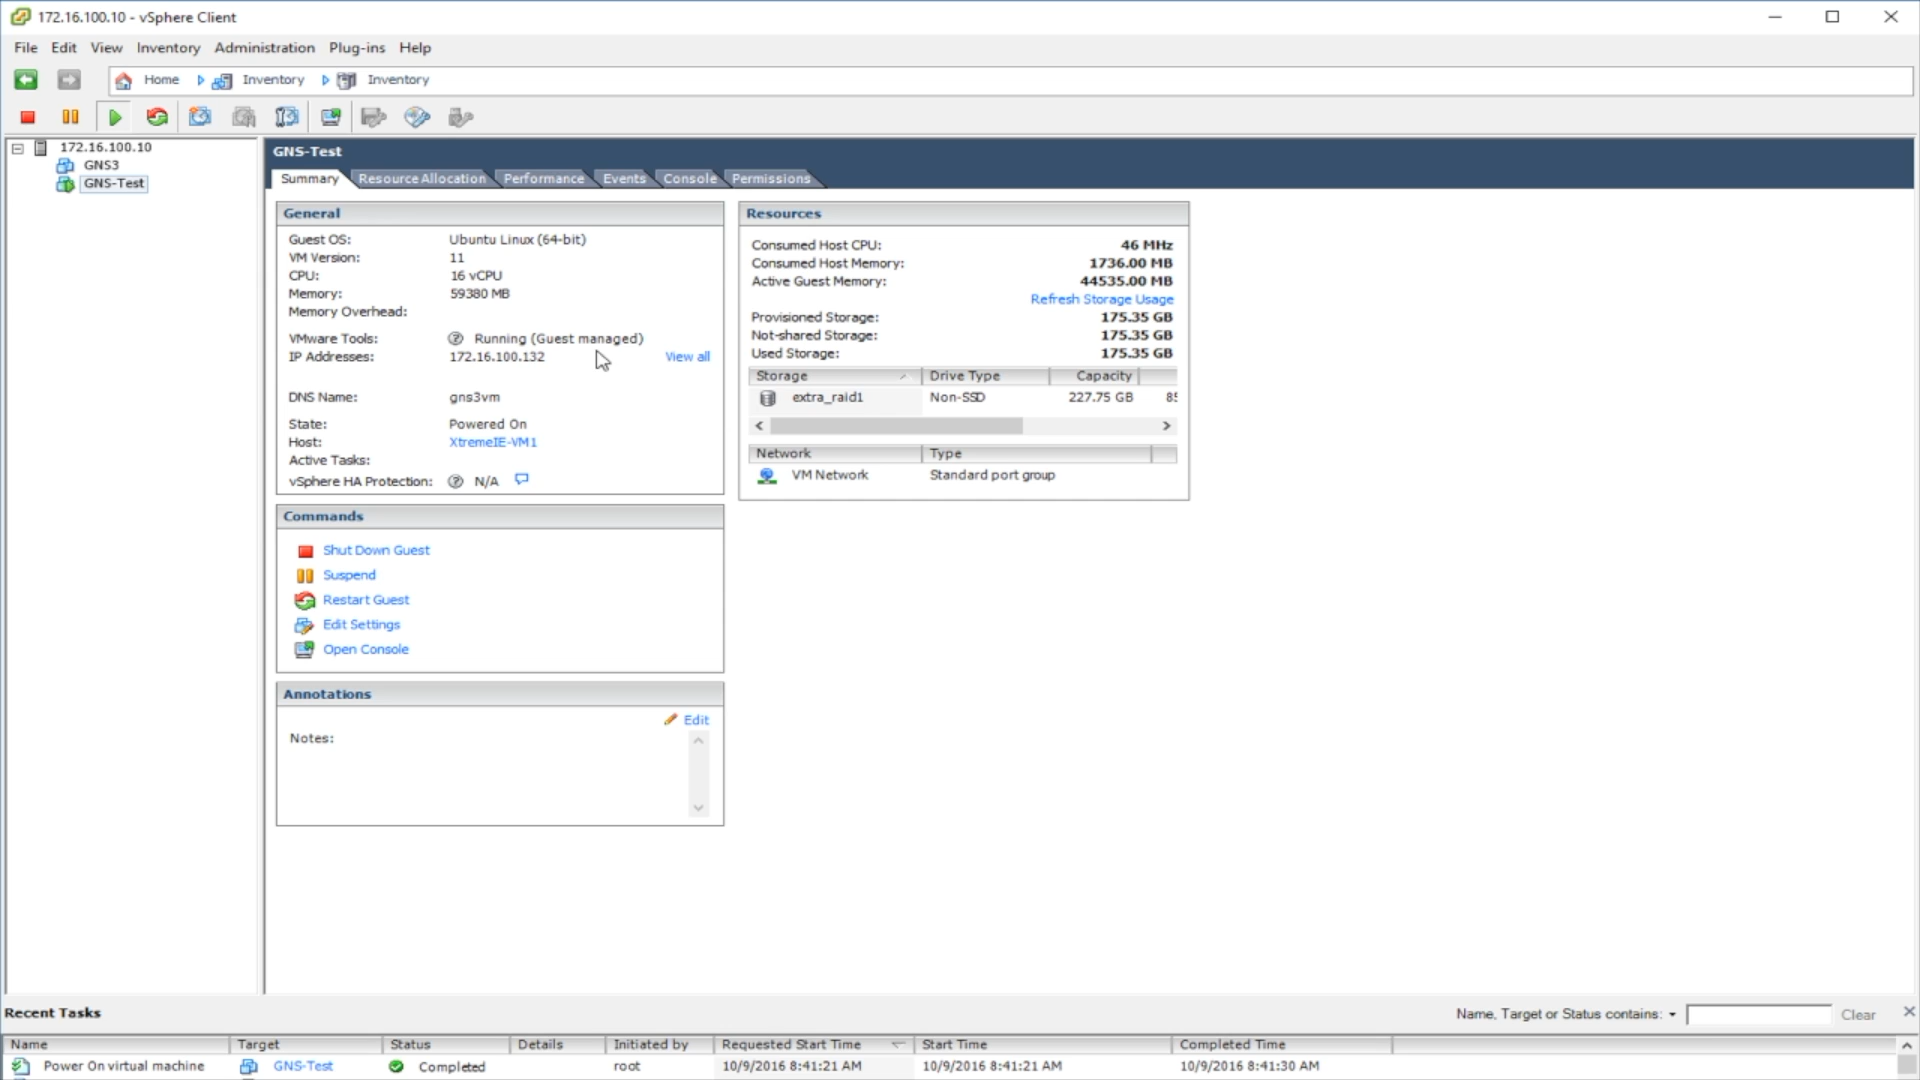 172.16.100.10 - vSphere Client
File Edit View Inventory Administration Plug-ins Help
Home Inventory Inventory
172.16.100.10
GNS3
GNS-Test
GNS-Test
Summary Resource Allocation Performance Events Console Permissions
General
Guest OS: Ubuntu Linux (64-bit)
VM Version: 11
CPU: 16 vCPU
Memory: 59380 MB
Memory Overhead:
VMware Tools: Running (Guest managed)
IP Addresses: 172.16.100.132 View all
DNS Name: gns3vm
State: Powered On
Host: XtremeIE-VM1
Active Tasks:
vSphere HA Protection: N/A
Commands
Shut Down Guest
Suspend
Restart Guest
Edit Settings
Open Console
Annotations
Edit
Notes:
Resources
Consumed Host CPU: 46 MHz
Consumed Host Memory: 1736.00 MB
Active Guest Memory: 44535.00 MB
Refresh Storage Usage
Provisioned Storage: 175.35 GB
Not-shared Storage: 175.35 GB
Used Storage: 175.35 GB
Storage Drive Type Capacity
extra_raid1 Non-SSD 227.75 GB
Network Type
VM Network Standard port group
Recent Tasks
Name, Target or Status contains: Clear
Name Target Status Details Initiated by Requested Start Time Start Time Completed Time
Power On virtual machine GNS-Test Completed root 10/9/2016 8:41:21 AM 10/9/2016 8:41:21 AM 10/9/2016 8:41:30 AM